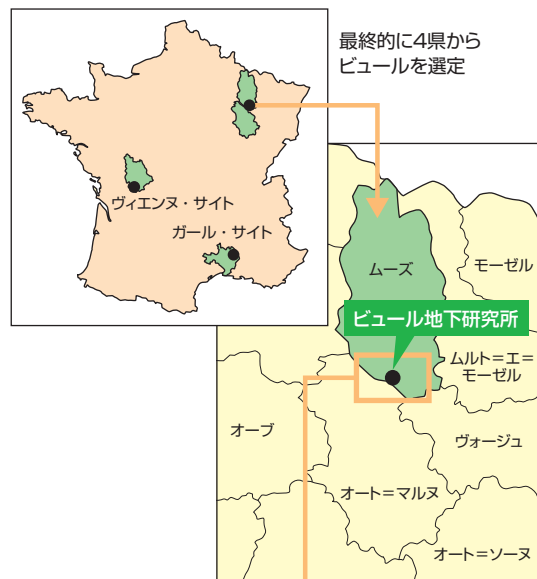 最終的に4県から
ビュールを選定
ヴィエンヌ・サイト
ガール・サイト
ムーズ
モーゼル
ビュール地下研究所
ムルト=エ=
モーゼル
オーブ
ヴォージュ
オート=マルヌ
オート=ソーヌ